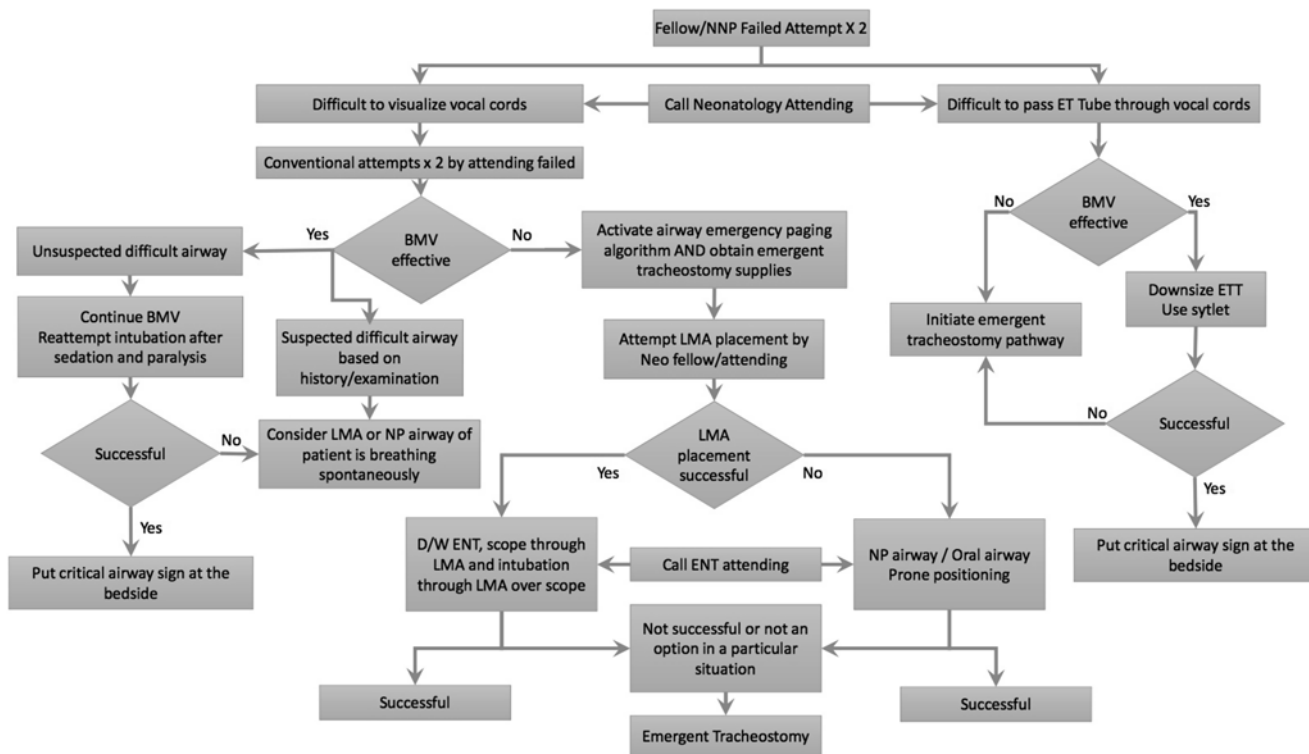 Fellow/NNP Failed Attempt X 2
Difficult to visualize vocal cords
Call Neonatology Attending
Difficult to pass ET Tube through vocal cords
Conventional attempts x 2 by attending failed
BMV
effective
Yes
No
Unsuspected difficult airway
Continue BMV
Reattempt intubation after
sedation and paralysis
Successful
No
Yes
Put critical airway sign at the
bedside
Suspected difficult airway
based on
history/examination
Consider LMA or NP airway of
patient is breathing
spontaneously
Activate airway emergency paging
algorithm AND obtain emergent
tracheostomy supplies
Attempt LMA placement by
Neo fellow/attending
LMA
placement
successful
Yes
No
D/W ENT, scope through
LMA and intubation
through LMA over scope
Call ENT attending
NP airway / Oral airway
Prone positioning
Not successful or not an
option in a particular
situation
Successful
Successful
Emergent Tracheostomy
BMV
effective
No
Yes
Initiate emergent
tracheostomy pathway
Downsize ETT
Use sytlet
Successful
No
Yes
Put critical airway sign at the
bedside